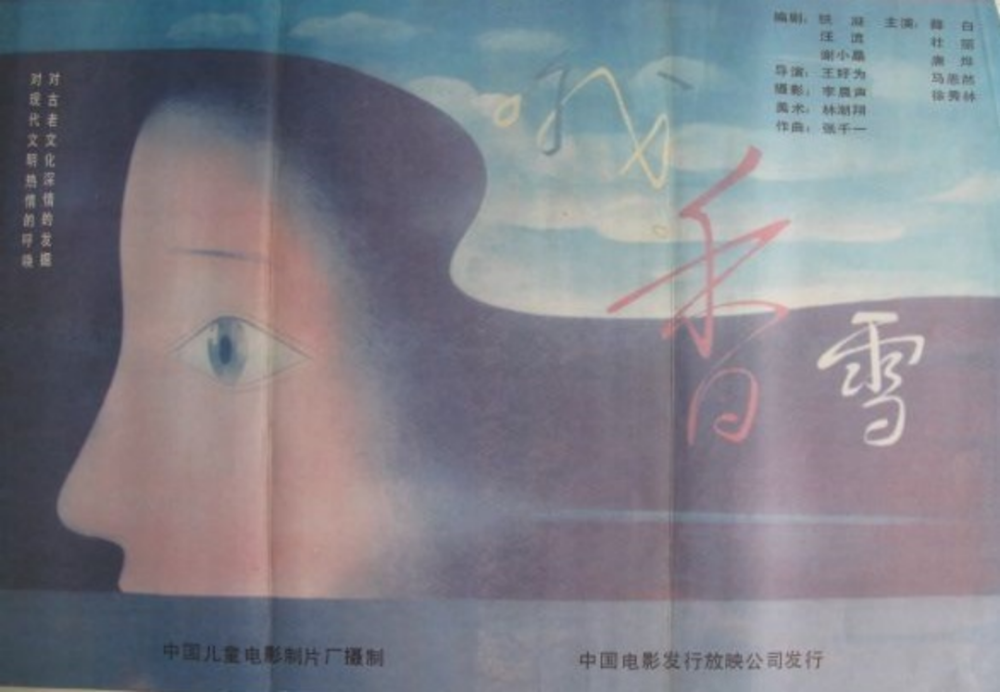 对古老文化深情的发掘
对现代文明热情的呼唤
哦
香
雪
编剧：铁凝
汪流
谢小晶
导演：王好为
摄影：李晨声
美术：林潮翔
作曲：张千一
主演：薛白
壮丽
唐烨
马恩然
徐秀林
中国儿童电影制片厂摄制
中国电影发行放映公司发行